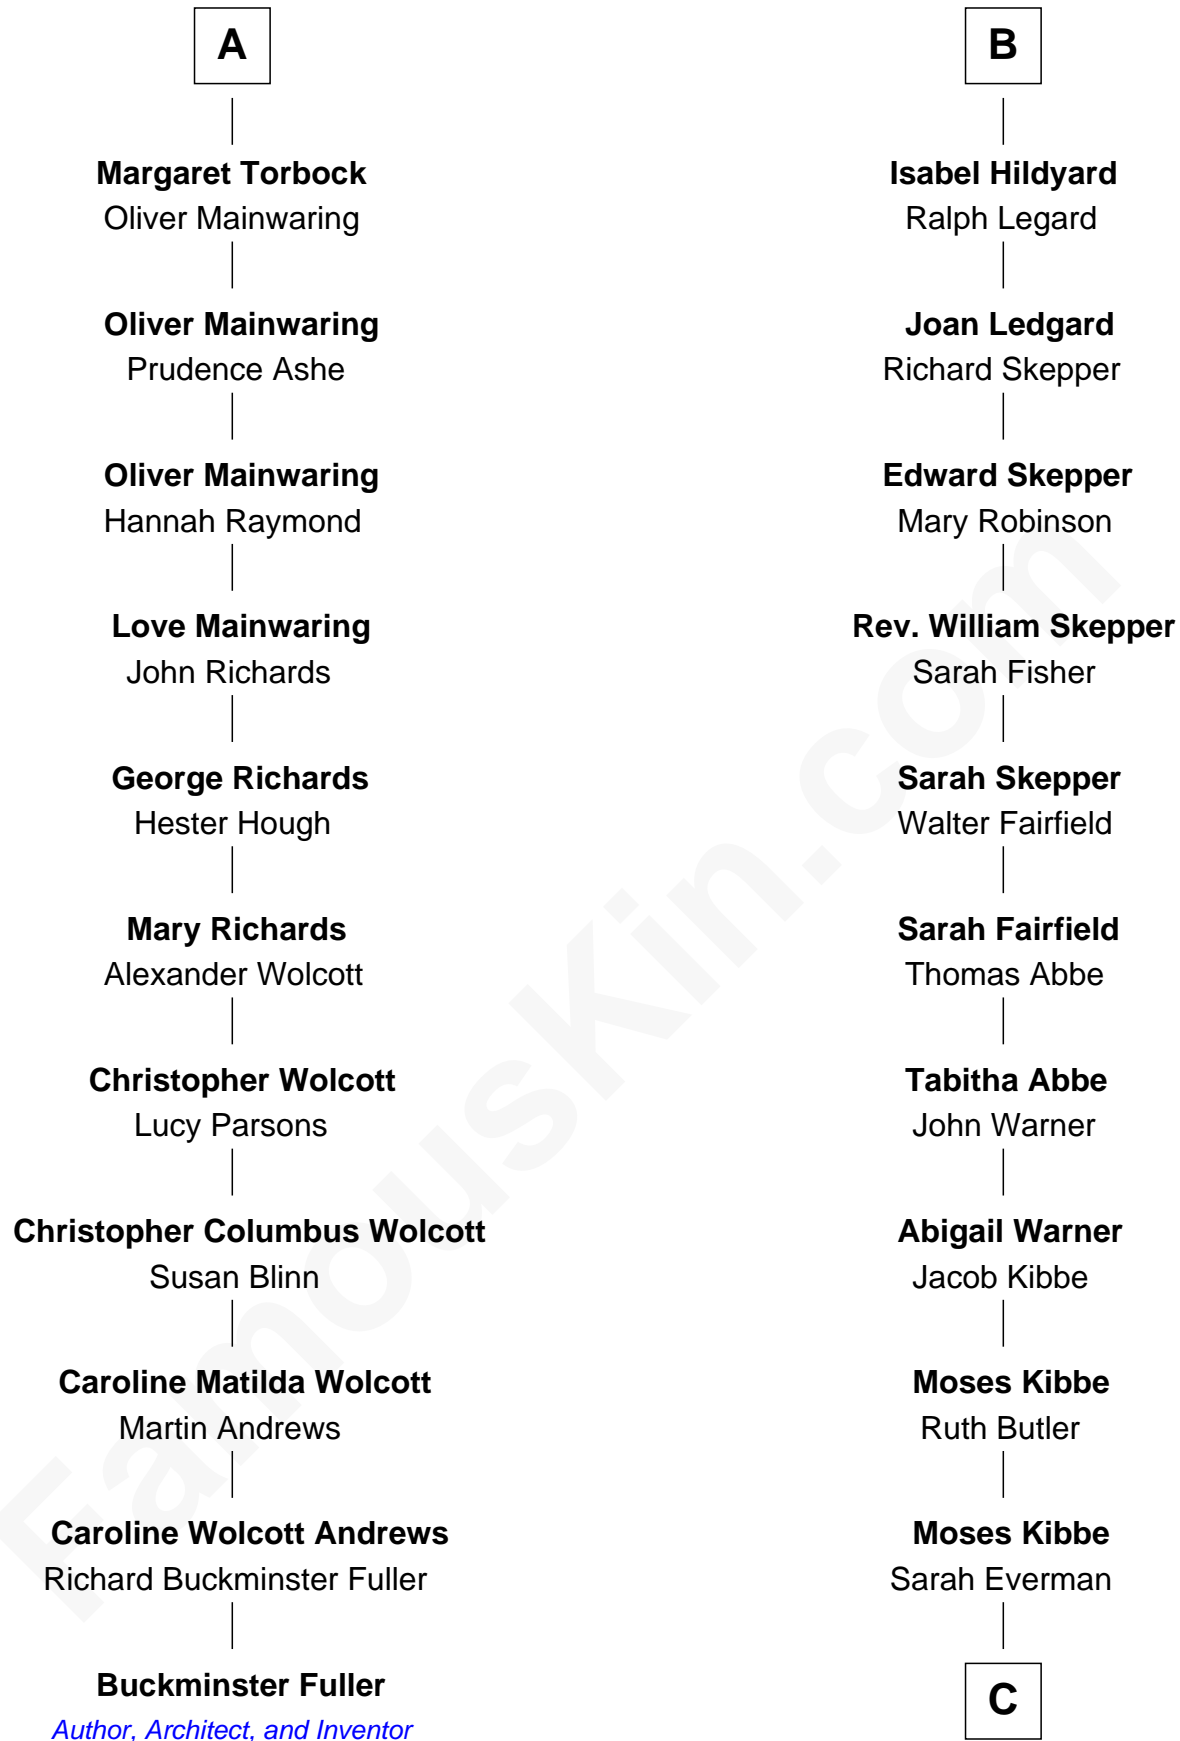 A
Margaret Torbock
Oliver Mainwaring
Oliver Mainwaring
Prudence Ashe
Oliver Mainwaring
Hannah Raymond
Love Mainwaring
John Richards
George Richards
Hester Hough
Mary Richards
Alexander Wolcott
Christopher Wolcott
Lucy Parsons
Christopher Columbus Wolcott
Susan Blinn
Caroline Matilda Wolcott
Martin Andrews
Caroline Wolcott Andrews
Richard Buckminster Fuller
Buckminster Fuller
Author, Architect, and Inventor
B
Isabel Hildyard
Ralph Legard
Joan Ledgard
Richard Skepper
Edward Skepper
Mary Robinson
Rev. William Skepper
Sarah Fisher
Sarah Skepper
Walter Fairfield
Sarah Fairfield
Thomas Abbe
Tabitha Abbe
John Warner
Abigail Warner
Jacob Kibbe
Moses Kibbe
Ruth Butler
Moses Kibbe
Sarah Everman
C
FamousKin.com